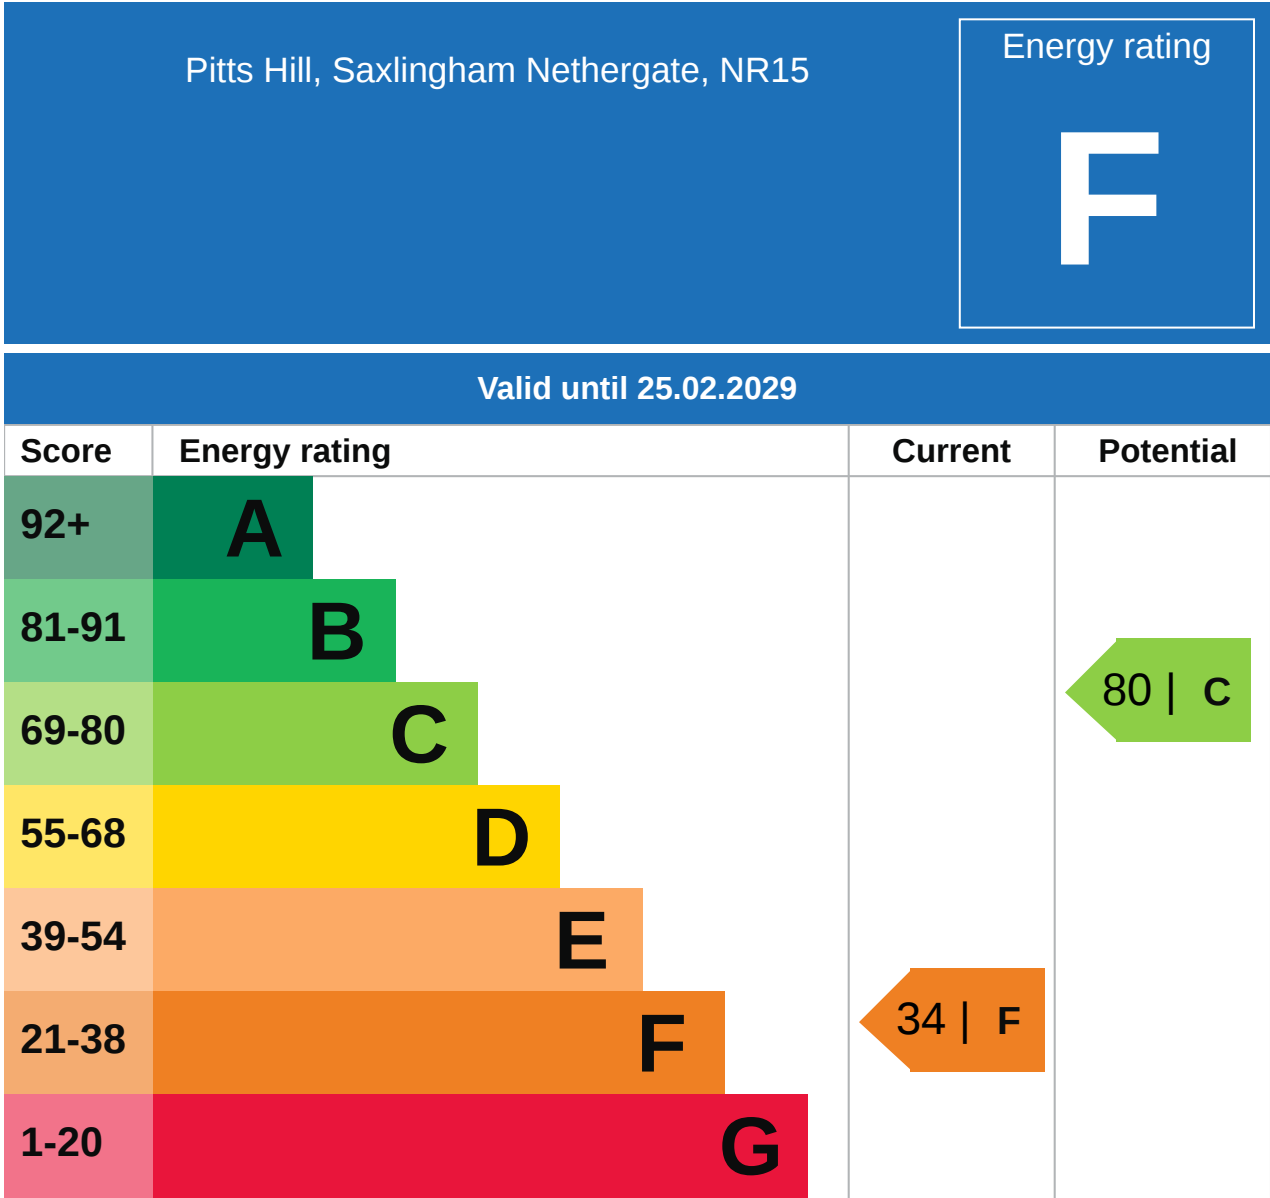 Pitts Hill, Saxlingham Nethergate, NR15
Energy rating
F
Valid until 25.02.2029
Score Energy rating Current Potential
92+ A
81-91 B
69-80 C
80 | C
55-68 D
39-54 E
21-38 F
34 | F
1-20 G